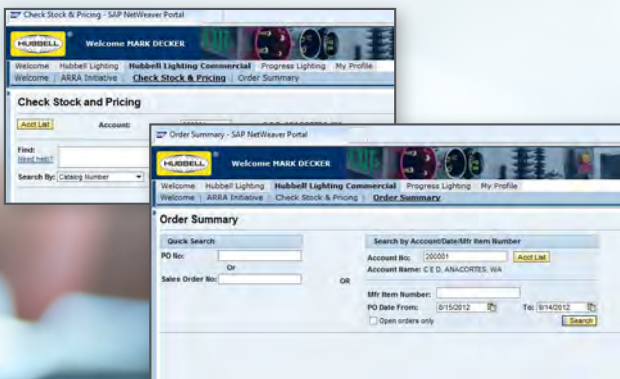 Check Stock & Pricing - SAP NetWeaver Portal
HUBBELL
Welcome MARK DECKER
Welcome Hubbell Lighting Hubbell Lighting Commercial Progress Lighting My Profile
Welcome | ARRA Initiative | Check Stock & Pricing | Order Summary
Check Stock and Pricing
Acct List Account:
Find:
Need help?
Search By: Catalog Number
Order Summary - SAP NetWeaver Portal
HUBBELL
Welcome MARK DECKER
Welcome Hubbell Lighting Hubbell Lighting Commercial Progress Lighting My Profile
Welcome | ARRA Initiative | Check Stock & Pricing | Order Summary
Order Summary
Quick Search
PO No:
Or
Sales Order No:
OR
Search by Account/Date/Mfr Item Number
Account No: 200001 Acct List
Account Name: C E D, ANACORTES, WA
Mfr Item Number:
PO Date From: 8/15/2012 To: 9/14/2012
Open orders only Search